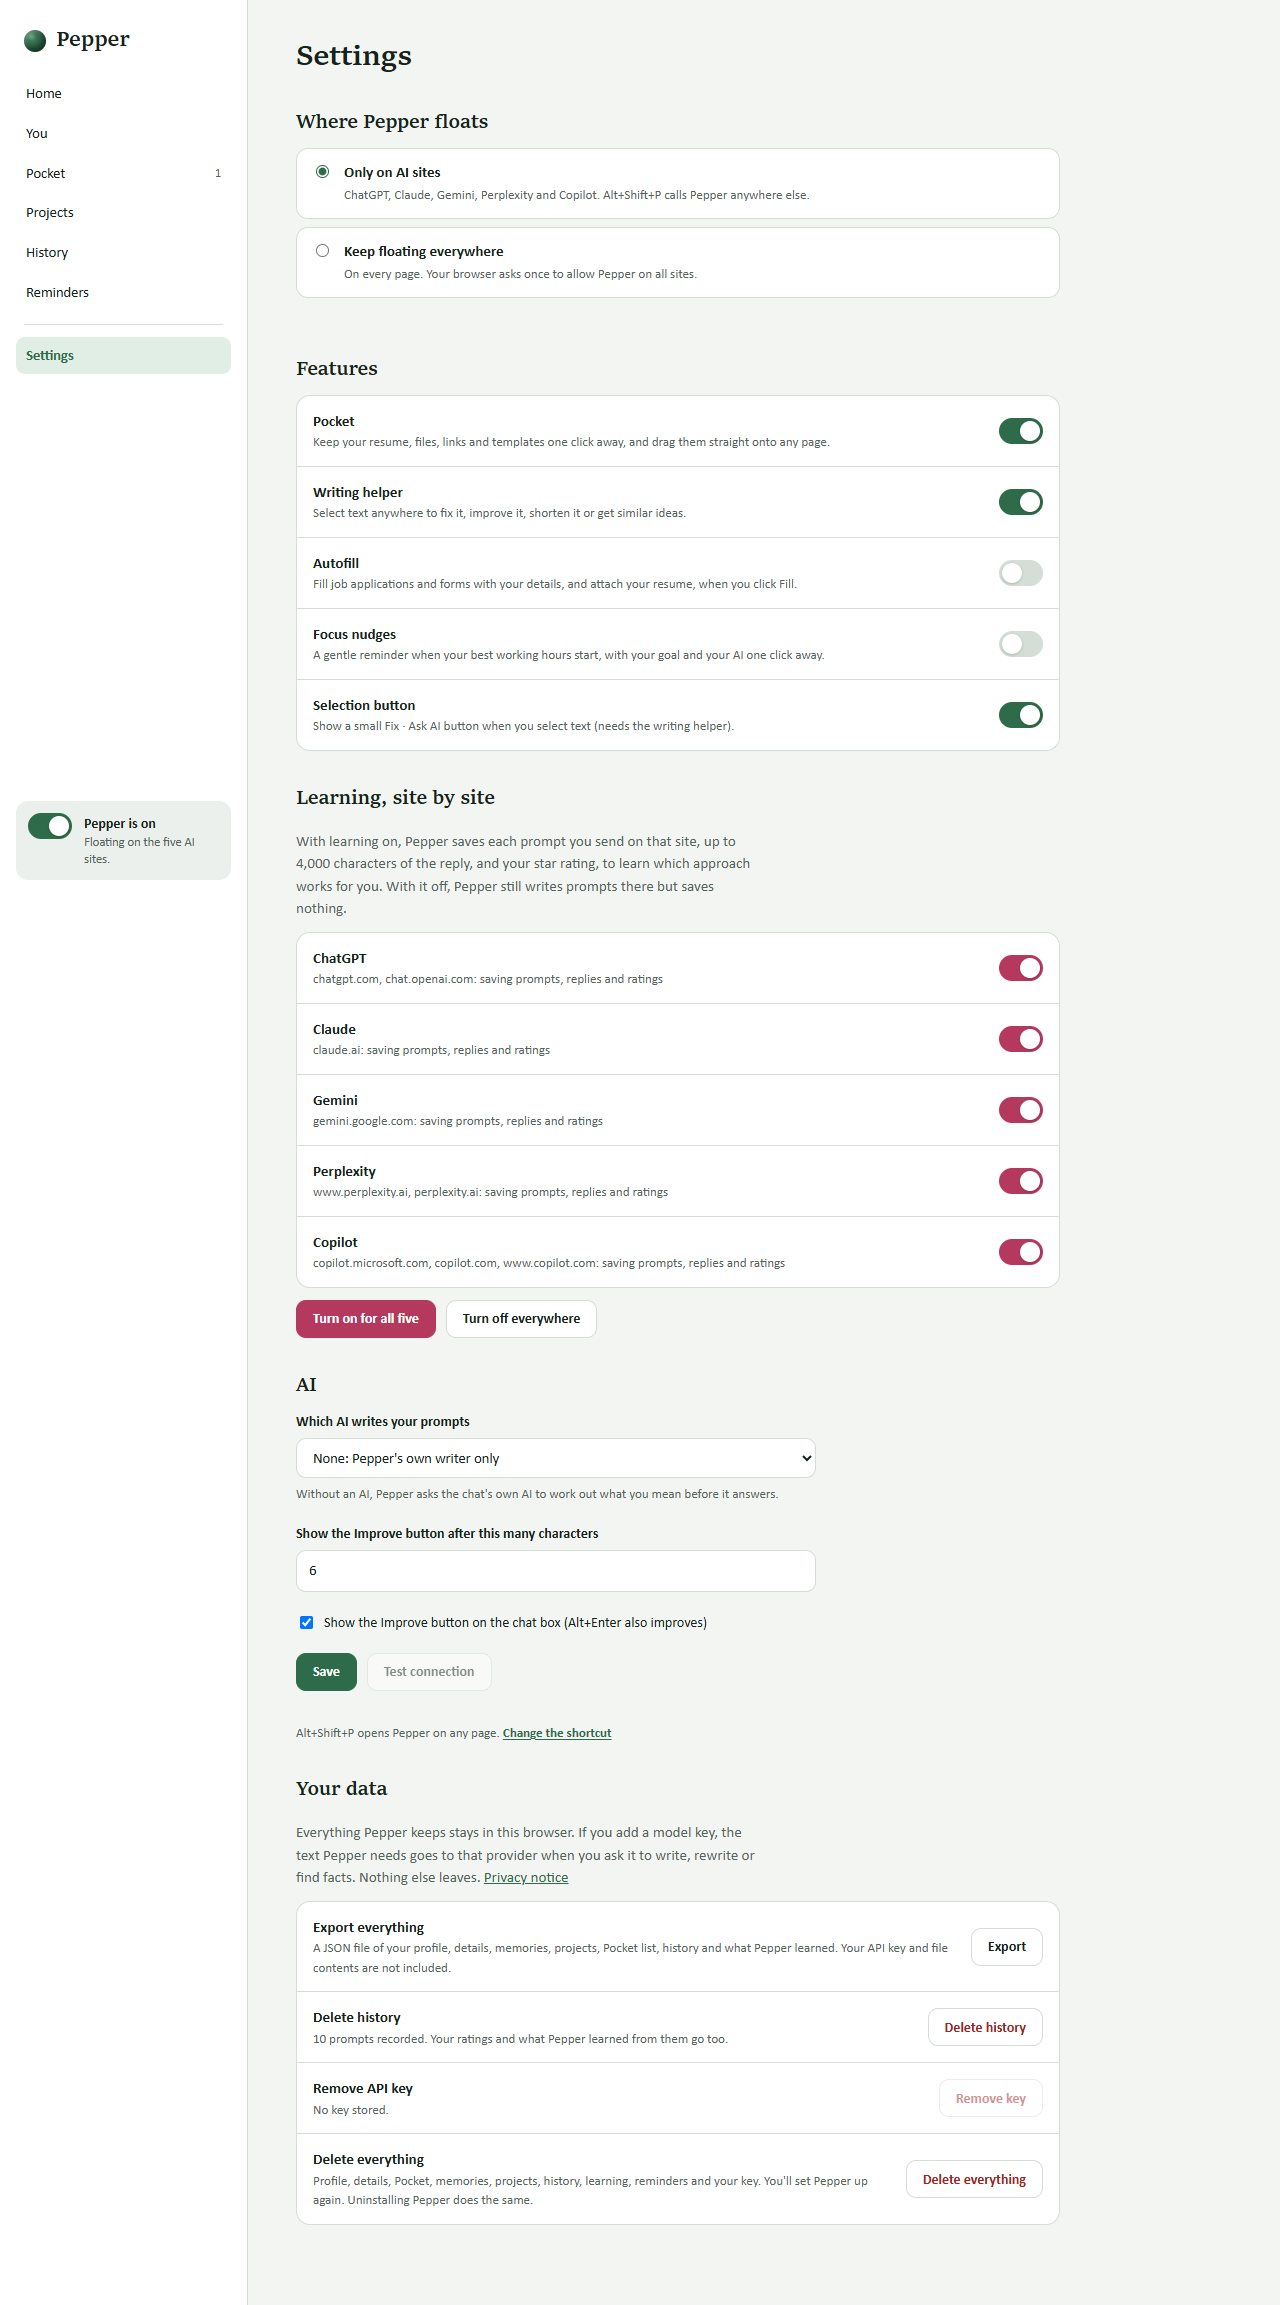 Pepper
Home
You
Pocket 1
Projects
History
Reminders
Settings
Pepper is on
Floating on the five AI
sites.
Settings
Where Pepper floats
Only on AI sites
ChatGPT, Claude, Gemini, Perplexity and Copilot. Alt+Shift+P calls Pepper anywhere else.
Keep floating everywhere
On every page. Your browser asks once to allow Pepper on all sites.
Features
Pocket
Keep your resume, files, links and templates one click away, and drag them straight onto any page.
Writing helper
Select text anywhere to fix it, improve it, shorten it or get similar ideas.
Autofill
Fill job applications and forms with your details, and attach your resume, when you click Fill.
Focus nudges
A gentle reminder when your best working hours start, with your goal and your AI one click away.
Selection button
Show a small Fix · Ask AI button when you select text (needs the writing helper).
Learning, site by site
With learning on, Pepper saves each prompt you send on that site, up to
4,000 characters of the reply, and your star rating, to learn which approach
works for you. With it off, Pepper still writes prompts there but saves
nothing.
ChatGPT
chatgpt.com, chat.openai.com: saving prompts, replies and ratings
Claude
claude.ai: saving prompts, replies and ratings
Gemini
gemini.google.com: saving prompts, replies and ratings
Perplexity
www.perplexity.ai, perplexity.ai: saving prompts, replies and ratings
Copilot
copilot.microsoft.com, copilot.com, www.copilot.com: saving prompts, replies and ratings
Turn on for all five Turn off everywhere
AI
Which AI writes your prompts
None: Pepper's own writer only
Without an AI, Pepper asks the chat's own AI to work out what you mean before it answers.
Show the Improve button after this many characters
6
Show the Improve button on the chat box (Alt+Enter also improves)
Save Test connection
Alt+Shift+P opens Pepper on any page. Change the shortcut
Your data
Everything Pepper keeps stays in this browser. If you add a model key, the
text Pepper needs goes to that provider when you ask it to write, rewrite or
find facts. Nothing else leaves. Privacy notice
Export everything
A JSON file of your profile, details, memories, projects, Pocket list, history and what Pepper learned. Your API key and file
contents are not included.
Export
Delete history
10 prompts recorded. Your ratings and what Pepper learned from them go too.
Delete history
Remove API key
No key stored.
Remove key
Delete everything
Profile, details, Pocket, memories, projects, history, learning, reminders and your key. You'll set Pepper up
again. Uninstalling Pepper does the same.
Delete everything